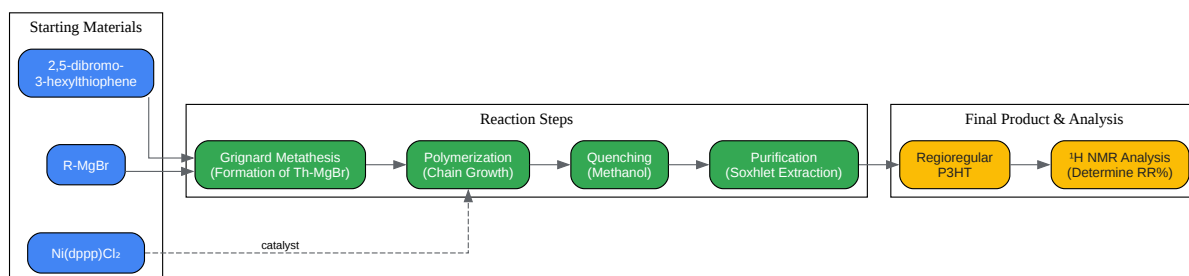 Starting Materials
2,5-dibromo-
3-hexylthiophene
R-MgBr
Ni(dppp)Cl₂
catalyst
Reaction Steps
Grignard Metathesis
(Formation of Th-MgBr)
Polymerization
(Chain Growth)
Quenching
(Methanol)
Purification
(Soxhlet Extraction)
Final Product & Analysis
Regioregular
P3HT
¹H NMR Analysis
(Determine RR%)